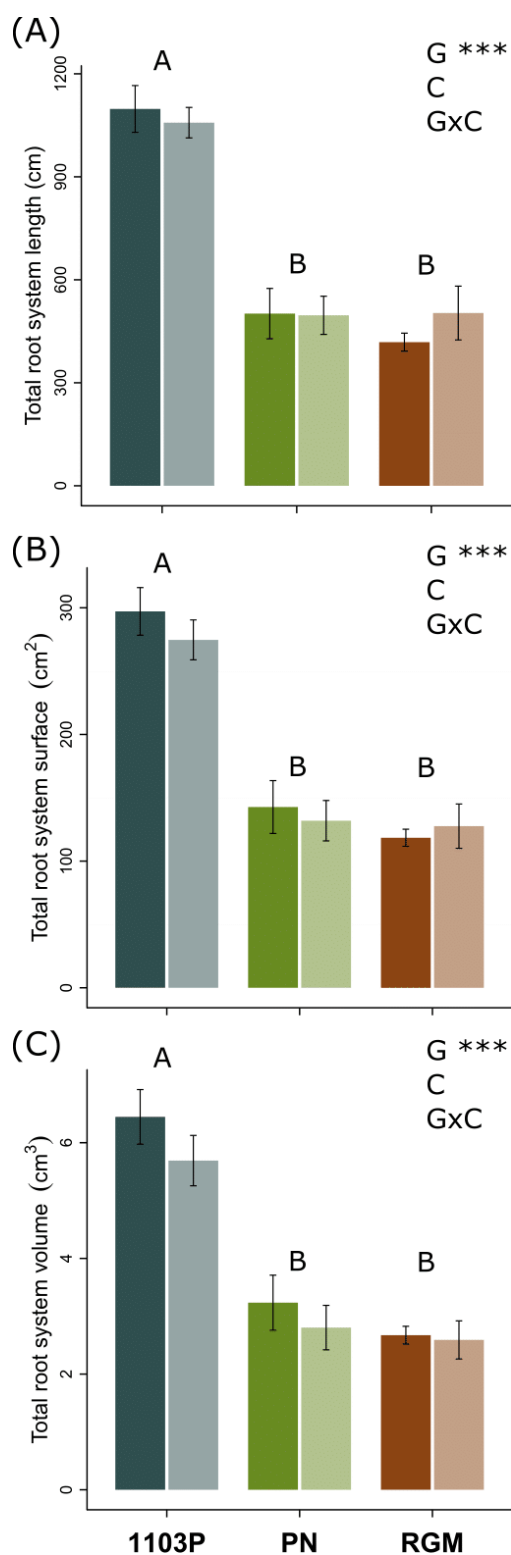 (A)
A
G ***
C
GxC
B
B
Total root system length (cm)
1200
900
600
300
0
(B)
A
G ***
C
GxC
B
B
Total root system surface (cm²)
300
200
100
0
(C)
A
G ***
C
GxC
B
B
Total root system volume (cm³)
6
4
2
0
1103P PN RGM